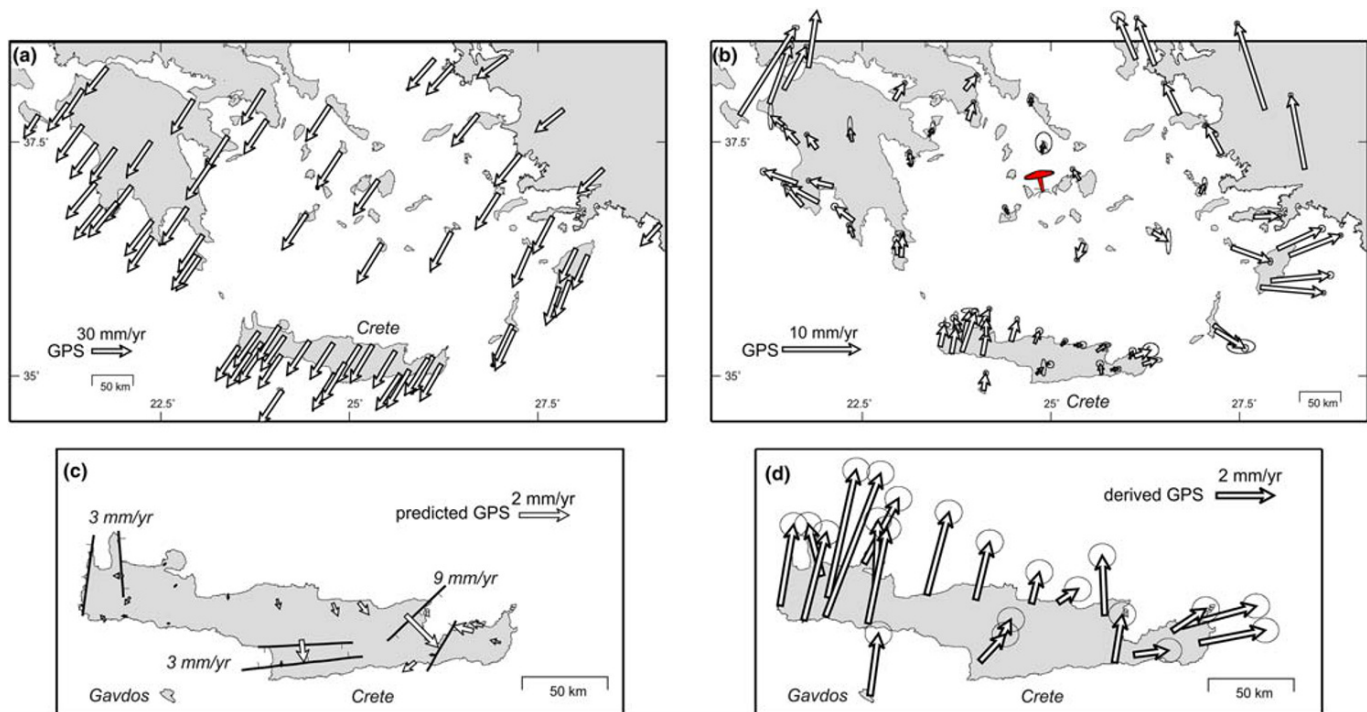 (a)
37.5˚
Crete
30 mm/yr
GPS
50 km
35˚
22.5˚
25˚
27.5˚
(b)
37.5˚
10 mm/yr
GPS
35˚
22.5˚
25˚
Crete
27.5˚
50 km
(c)
2 mm/yr
predicted GPS
3 mm/yr
9 mm/yr
3 mm/yr
50 km
Gavdos
Crete
(d)
2 mm/yr
derived GPS
50 km
Gavdos
Crete